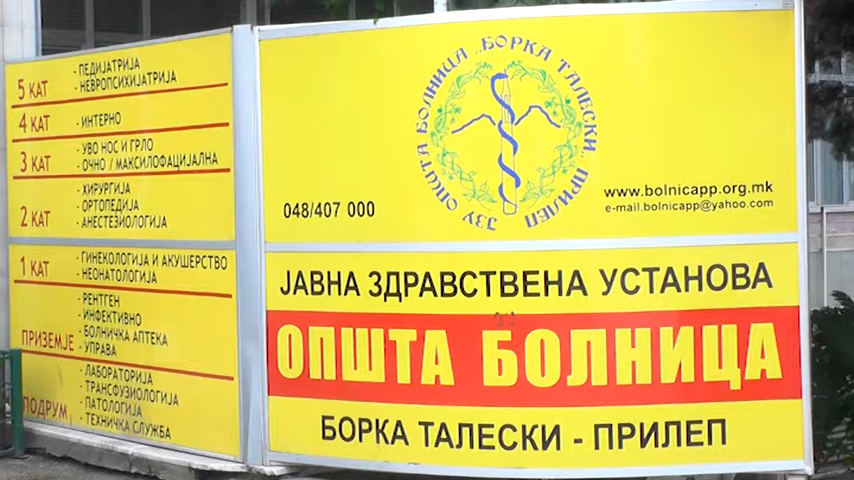 5 КАТ
- ПЕДИЈАТРИЈА
- НЕВРОПСИХИЈАТРИЈА
4 КАТ
- ИНТЕРНО
3 КАТ
- УВО НОС И ГРЛО
- ОЧНО / МАКСИЛОФАЦИЈАЛНА
2 КАТ
- ХИРУРГИЈА
- ОРТОПЕДИЈА
- АНЕСТЕЗИОЛОГИЈА
1 КАТ
- ГИНЕКОЛОГИЈА И АКУШЕРСТВО
- НЕОНАТОЛОГИЈА
ПРИЗЕМЈЕ
- РЕНТГЕН
- ИНФЕКТИВНО
- БОЛНИЧКА АПТЕКА
- УПРАВА
ПОДРУМ
- ЛАБОРАТОРИЈА
- ТРАНСФУЗИОЛОГИЈА
- ПАТОЛОГИЈА
- ТЕХНИЧКА СЛУЖБА
ЈЗУ ОПШТА БОЛНИЦА „БОРКА ТАЛЕСКИ„ ПРИЛЕП
048/407 000
www.bolnicapp.org.mk
e-mail.bolnicapp@yahoo.com
ЈАВНА ЗДРАВСТВЕНА УСТАНОВА
ОПШТА БОЛНИЦА
БОРКА ТАЛЕСКИ - ПРИЛЕП